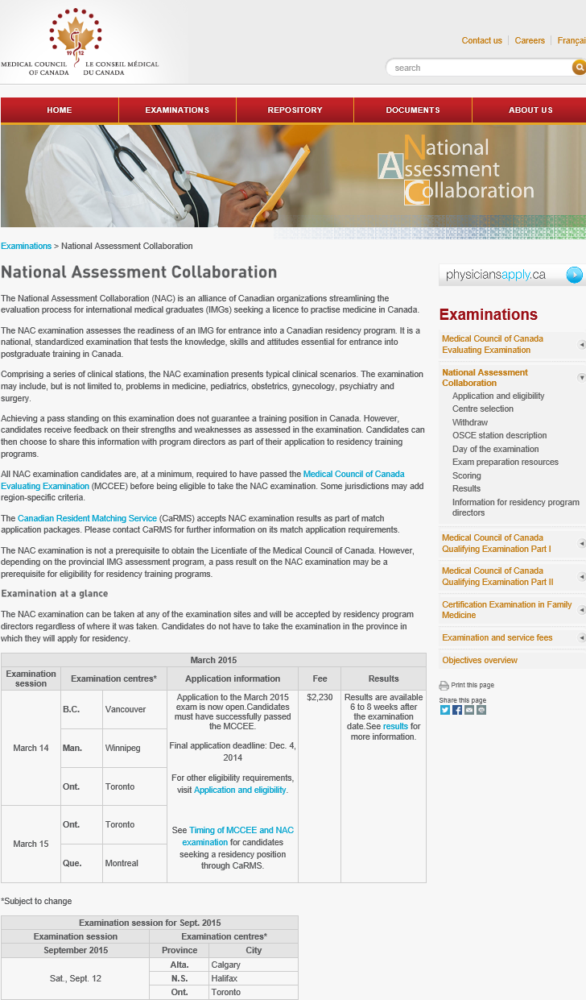 MEDICAL COUNCIL
OF CANADA
19 12
LE CONSEIL MÉDICAL
DU CANADA
Contact us
Careers
Françai
search
HOME
EXAMINATIONS
REPOSITORY
DOCUMENTS
ABOUT US
National
Assessment
Collaboration
Examinations > National Assessment Collaboration
National Assessment Collaboration
The National Assessment Collaboration (NAC) is an alliance of Canadian organizations streamlining the
evaluation process for international medical graduates (IMGs) seeking a licence to practise medicine in Canada.
The NAC examination assesses the readiness of an IMG for entrance into a Canadian residency program. It is a
national, standardized examination that tests the knowledge, skills and attitudes essential for entrance into
postgraduate training in Canada.
Comprising a series of clinical stations, the NAC examination presents typical clinical scenarios. The examination
may include, but is not limited to, problems in medicine, pediatrics, obstetrics, gynecology, psychiatry and
surgery.
Achieving a pass standing on this examination does not guarantee a training position in Canada. However,
candidates receive feedback on their strengths and weaknesses as assessed in the examination. Candidates can
then choose to share this information with program directors as part of their application to residency training
programs.
All NAC examination candidates are, at a minimum, required to have passed the Medical Council of Canada
Evaluating Examination (MCCEE) before being eligible to take the NAC examination. Some jurisdictions may add
region-specific criteria.
The Canadian Resident Matching Service (CaRMS) accepts NAC examination results as part of match
application packages. Please contact CaRMS for further information on its match application requirements.
The NAC examination is not a prerequisite to obtain the Licentiate of the Medical Council of Canada. However,
depending on the provincial IMG assessment program, a pass result on the NAC examination may be a
prerequisite for eligibility for residency training programs.
Examination at a glance
The NAC examination can be taken at any of the examination sites and will be accepted by residency program
directors regardless of where it was taken. Candidates do not have to take the examination in the province in
which they will apply for residency.
March 2015
Examination
session
Examination centres*
Application information
Fee
Results
March 14
B.C.
Vancouver
Man.
Winnipeg
Ont.
Toronto
March 15
Ont.
Toronto
Que.
Montreal
Application to the March 2015
exam is now open.Candidates
must have successfully passed
the MCCEE.
Final application deadline: Dec. 4,
2014
For other eligibility requirements,
visit Application and eligibility.
See Timing of MCCEE and NAC
examination for candidates
seeking a residency position
through CaRMS.
$2,230
Results are available
6 to 8 weeks after
the examination
date.See results for
more information.
*Subject to change
Examination session for Sept. 2015
Examination session
Examination centres*
September 2015
Province
City
Sat., Sept. 12
Alta.
Calgary
N.S.
Halifax
Ont.
Toronto
physiciansapply.ca
Examinations
Medical Council of Canada
Evaluating Examination
National Assessment
Collaboration
Application and eligibility
Centre selection
Withdraw
OSCE station description
Day of the examination
Exam preparation resources
Scoring
Results
Information for residency program
directors
Medical Council of Canada
Qualifying Examination Part I
Medical Council of Canada
Qualifying Examination Part II
Certification Examination in Family
Medicine
Examination and service fees
Objectives overview
Print this page
Share this page